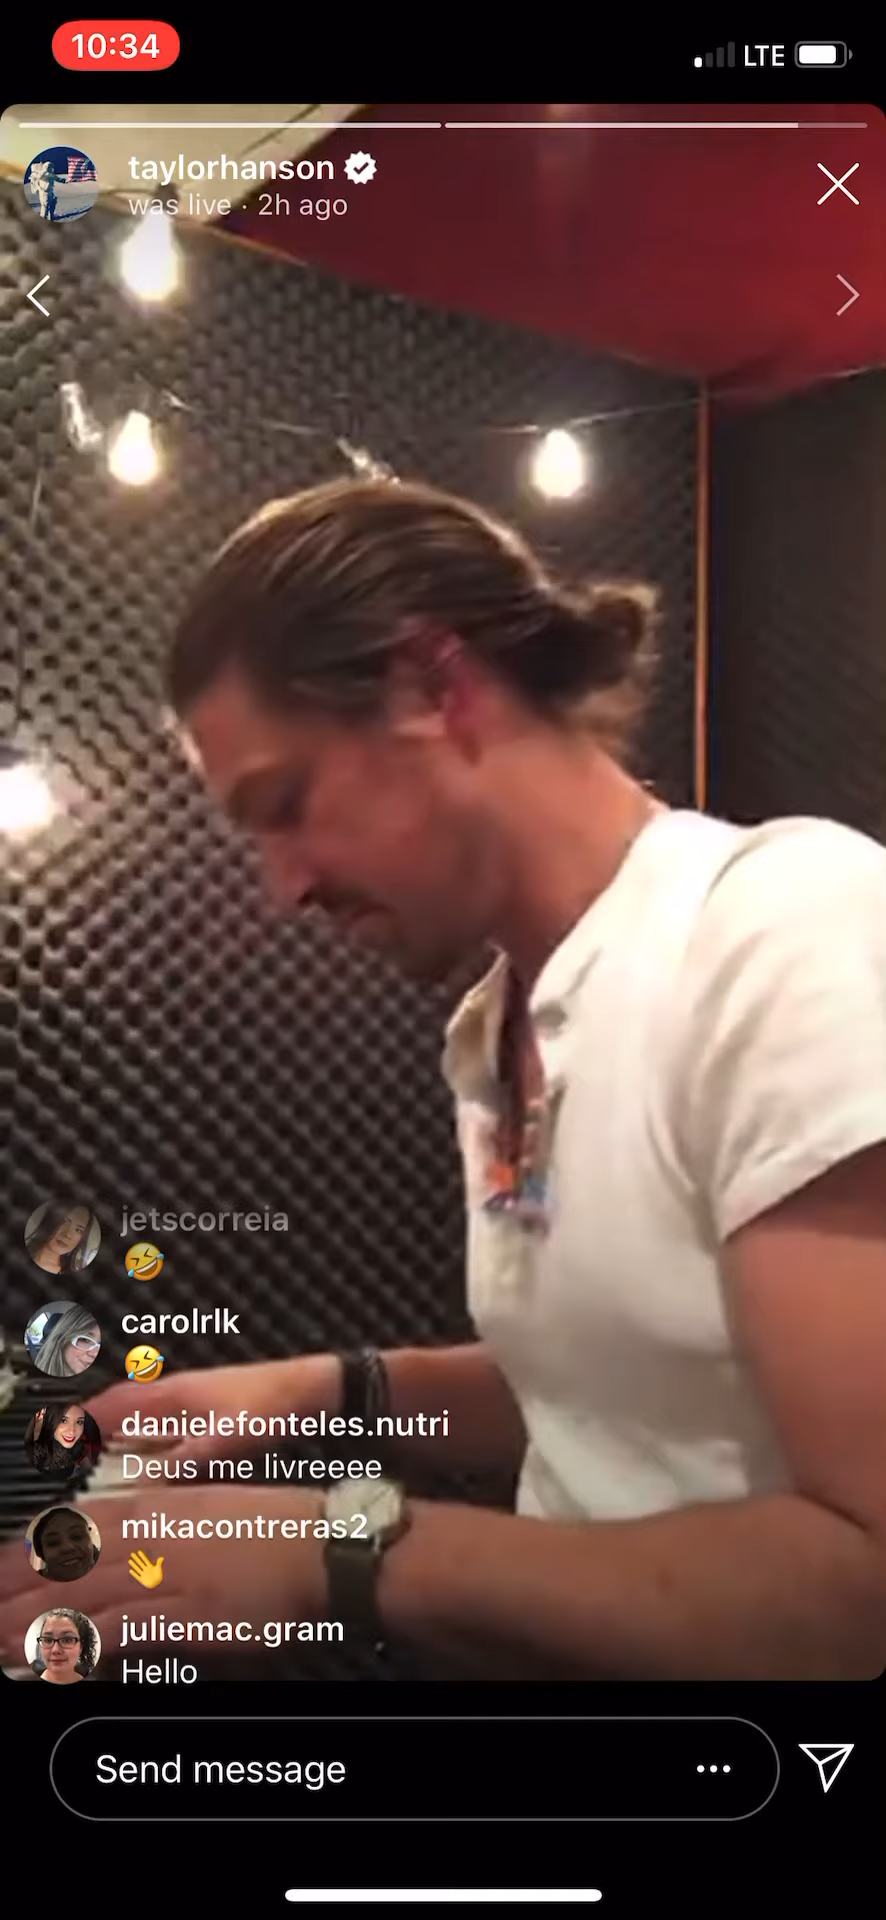 10:34
LTE
taylorhanson
was live · 2h ago
jetscorreia
🤣
carolrlk
🤣
danielefonteles.nutri
Deus me livreeee
mikacontreras2
👋
juliemac.gram
Hello
Send message